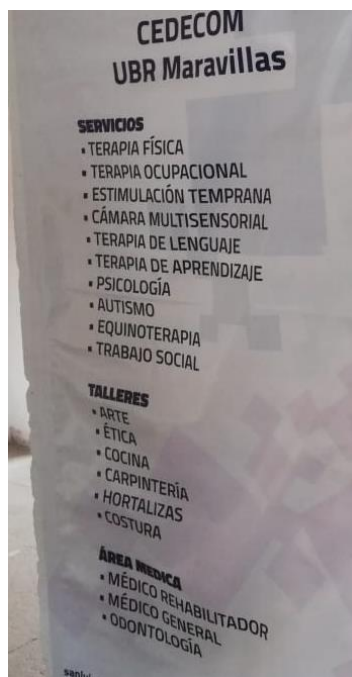 CEDECOM
UBR Maravillas
SERVICIOS
▪ TERAPIA FÍSICA
▪ TERAPIA OCUPACIONAL
▪ ESTIMULACIÓN TEMPRANA
▪ CÁMARA MULTISENSORIAL
▪ TERAPIA DE LENGUAJE
▪ TERAPIA DE APRENDIZAJE
▪ PSICOLOGÍA
▪ AUTISMO
▪ EQUINOTERAPIA
▪ TRABAJO SOCIAL
TALLERES
▪ ARTE
▪ ÉTICA
▪ COCINA
▪ CARPINTERÍA
▪ HORTALIZAS
▪ COSTURA
ÁREA MEDICA
▪ MÉDICO REHABILITADOR
▪ MÉDICO GENERAL
▪ ODONTOLOGÍA